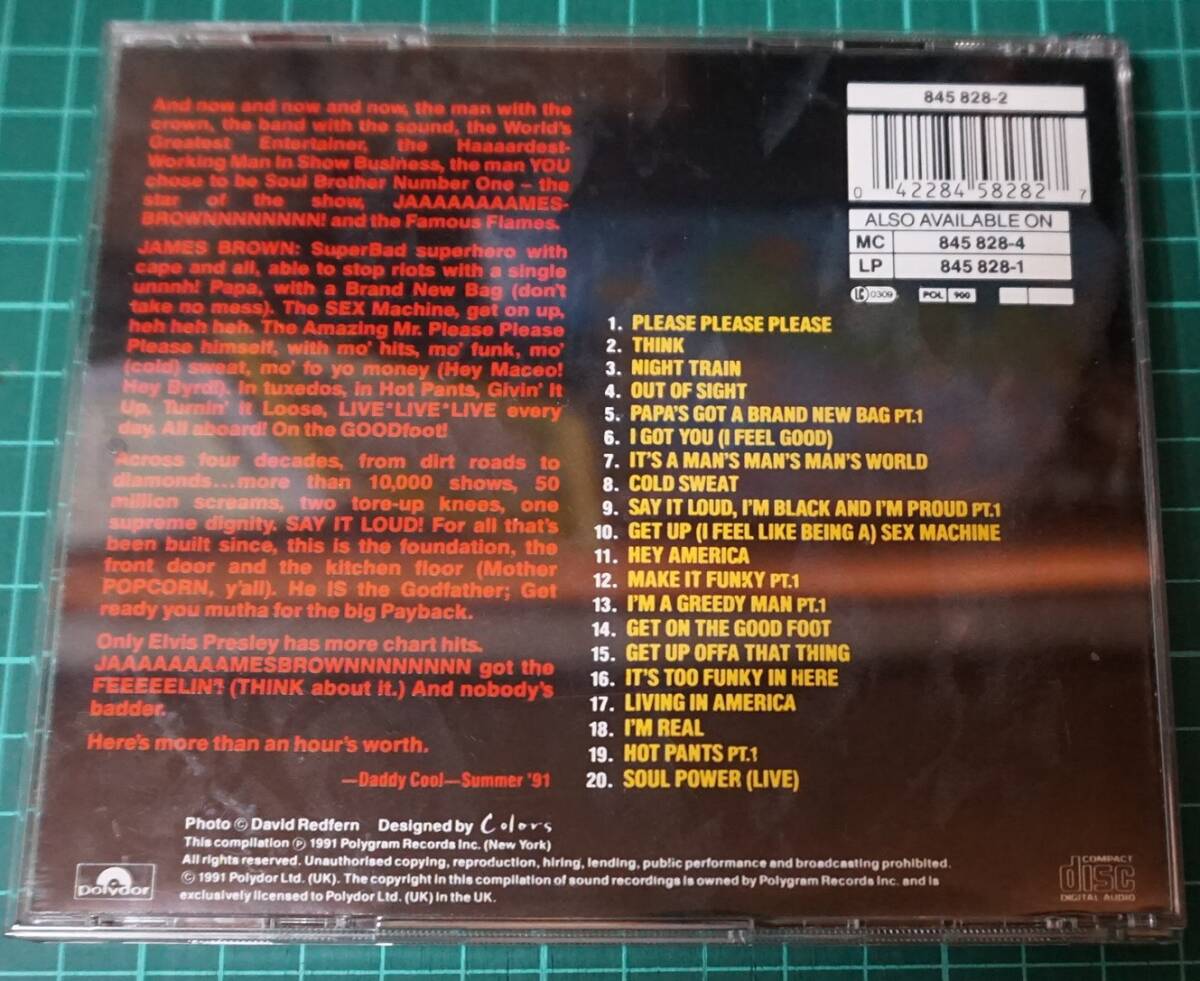 And now and now and now, the man with the
crown, the band with the sound, the World's
Greatest Entertainer, the Haaaardest-
Working Man In Show Business, the man YOU
chose to be Soul Brother Number One – the
star of the show, JAAAAAAAAMES-
BROWNNNNNNNN! and the Famous Flames.
JAMES BROWN: SuperBad superhero with
cape and all, able to stop riots with a single
unnnh! Papa, with a Brand New Bag (don't
take no mess). The SEX Machine, get on up,
heh heh heh. The Amazing Mr. Please Please
Please himself, with mo' hits, mo' funk, mo'
(cold) sweat, mo' fo yo money (Hey Maceo!
Hey Byrd!). In tuxedos, in Hot Pants, Givin' It
Up, Turnin' It Loose, LIVE*LIVE*LIVE every
day. All aboard! On the GOODfoot!
Across four decades, from dirt roads to
diamonds...more than 10,000 shows, 50
million screams, two tore-up knees, one
supreme dignity. SAY IT LOUD! For all that's
been built since, this is the foundation, the
front door and the kitchen floor (Mother
POPCORN, y'all). He IS the Godfather; Get
ready you mutha for the big Payback.
Only Elvis Presley has more chart hits.
JAAAAAAAAMESBROWNNNNNNNN got the
FEEEEELIN'! (THINK about it.) And nobody's
badder.
Here's more than an hour's worth.
—Daddy Cool—Summer '91
845 828-2
0 42284 58282 7
ALSO AVAILABLE ON
MC 845 828-4
LP 845 828-1
LC 0309 POL 900
1. PLEASE PLEASE PLEASE
2. THINK
3. NIGHT TRAIN
4. OUT OF SIGHT
5. PAPA'S GOT A BRAND NEW BAG PT.1
6. I GOT YOU (I FEEL GOOD)
7. IT'S A MAN'S MAN'S MAN'S WORLD
8. COLD SWEAT
9. SAY IT LOUD, I'M BLACK AND I'M PROUD PT.1
10. GET UP (I FEEL LIKE BEING A) SEX MACHINE
11. HEY AMERICA
12. MAKE IT FUNKY PT.1
13. I'M A GREEDY MAN PT.1
14. GET ON THE GOOD FOOT
15. GET UP OFFA THAT THING
16. IT'S TOO FUNKY IN HERE
17. LIVING IN AMERICA
18. I'M REAL
19. HOT PANTS PT.1
20. SOUL POWER (LIVE)
Photo © David Redfern Designed by Colors
This compilation ℗ 1991 Polygram Records Inc. (New York)
All rights reserved. Unauthorised copying, reproduction, hiring, lending, public performance and broadcasting prohibited.
© 1991 Polydor Ltd. (UK). The copyright in this compilation of sound recordings is owned by Polygram Records Inc. and is
exclusively licensed to Polydor Ltd. (UK) in the UK.
polydor
COMPACT
disc
DIGITAL AUDIO